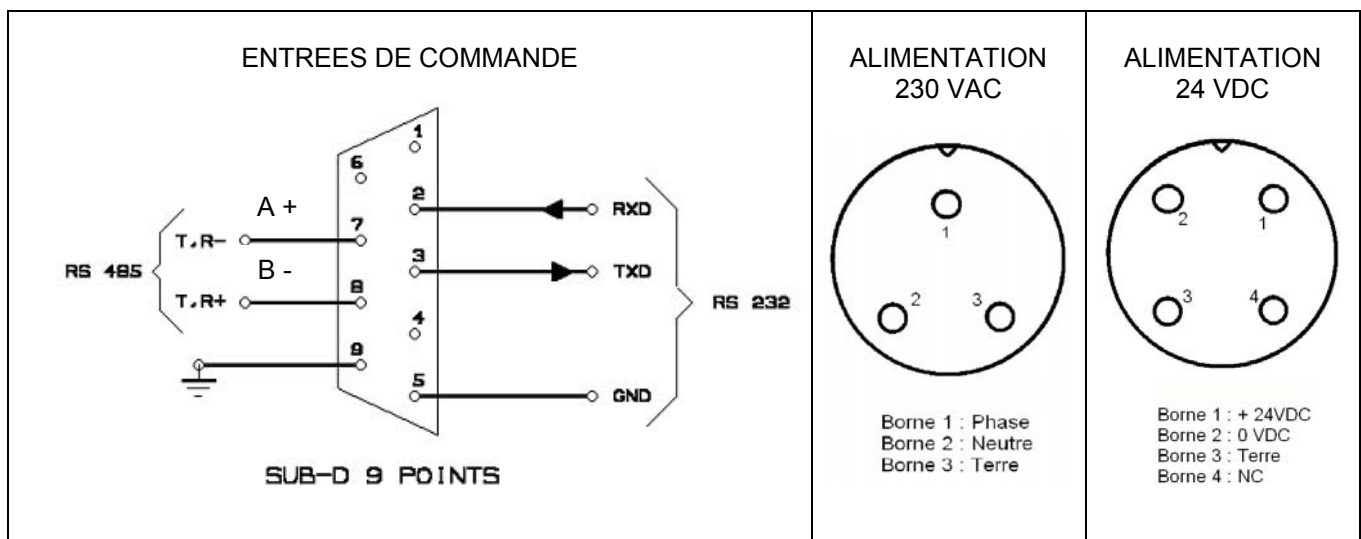 ENTREES DE COMMANDE
1
6
2
RXD
A +
T.R-
7
3
TXD
B -
RS 485
T.R+
8
RS 232
4
9
5
GND
SUB-D 9 POINTS
ALIMENTATION
230 VAC
1
2
3
Borne 1 : Phase
Borne 2 : Neutre
Borne 3 : Terre
ALIMENTATION
24 VDC
2
1
3
4
Borne 1 : + 24VDC
Borne 2 : 0 VDC
Borne 3 : Terre
Borne 4 : NC